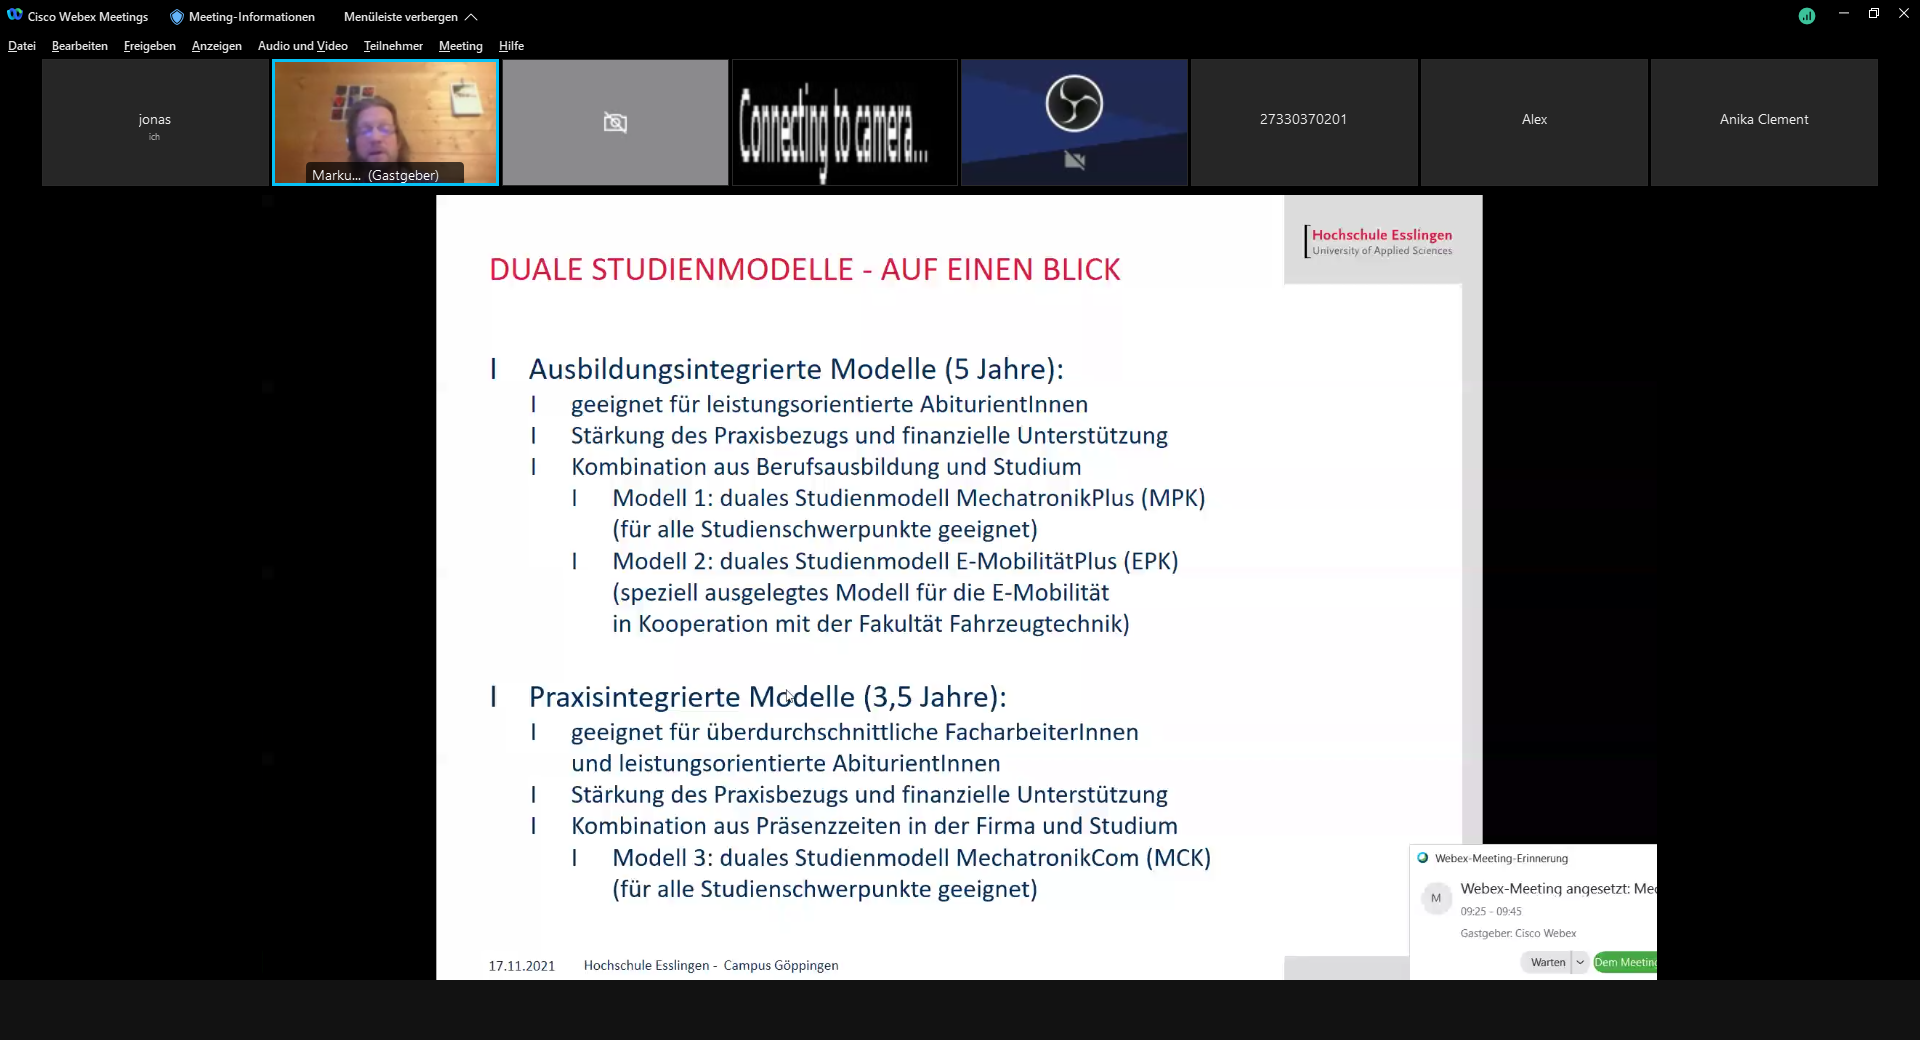 Cisco Webex Meetings
Meeting-Informationen
Menüleiste verbergen
Datei Bearbeiten Freigeben Anzeigen Audio und Video Teilnehmer Meeting Hilfe
jonas
ich
Marku... (Gastgeber)
Connecting to camera...
27330370201
Alex
Anika Clement
Hochschule Esslingen
University of Applied Sciences
DUALE STUDIENMODELLE - AUF EINEN BLICK
l Ausbildungsintegrierte Modelle (5 Jahre):
l geeignet für leistungsorientierte AbiturientInnen
l Stärkung des Praxisbezugs und finanzielle Unterstützung
l Kombination aus Berufsausbildung und Studium
l Modell 1: duales Studienmodell MechatronikPlus (MPK)
(für alle Studienschwerpunkte geeignet)
l Modell 2: duales Studienmodell E-MobilitätPlus (EPK)
(speziell ausgelegtes Modell für die E-Mobilität
in Kooperation mit der Fakultät Fahrzeugtechnik)
l Praxisintegrierte Modelle (3,5 Jahre):
l geeignet für überdurchschnittliche FacharbeiterInnen
und leistungsorientierte AbiturientInnen
l Stärkung des Praxisbezugs und finanzielle Unterstützung
l Kombination aus Präsenzzeiten in der Firma und Studium
l Modell 3: duales Studienmodell MechatronikCom (MCK)
(für alle Studienschwerpunkte geeignet)
17.11.2021 Hochschule Esslingen - Campus Göppingen
Webex-Meeting-Erinnerung
M
Webex-Meeting angesetzt: Me
09:25 - 09:45
Gastgeber: Cisco Webex
Warten
Dem Meeting